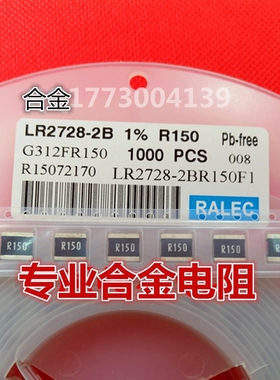 合金 1773004139
LR2728-2B 1% R150 Pb-free
G312FR150 1000 PCS 008
R15072170 LR2728-2BR150F1
RALEC
R150 R150 R150 R150 R150 R150
专业合金电阻